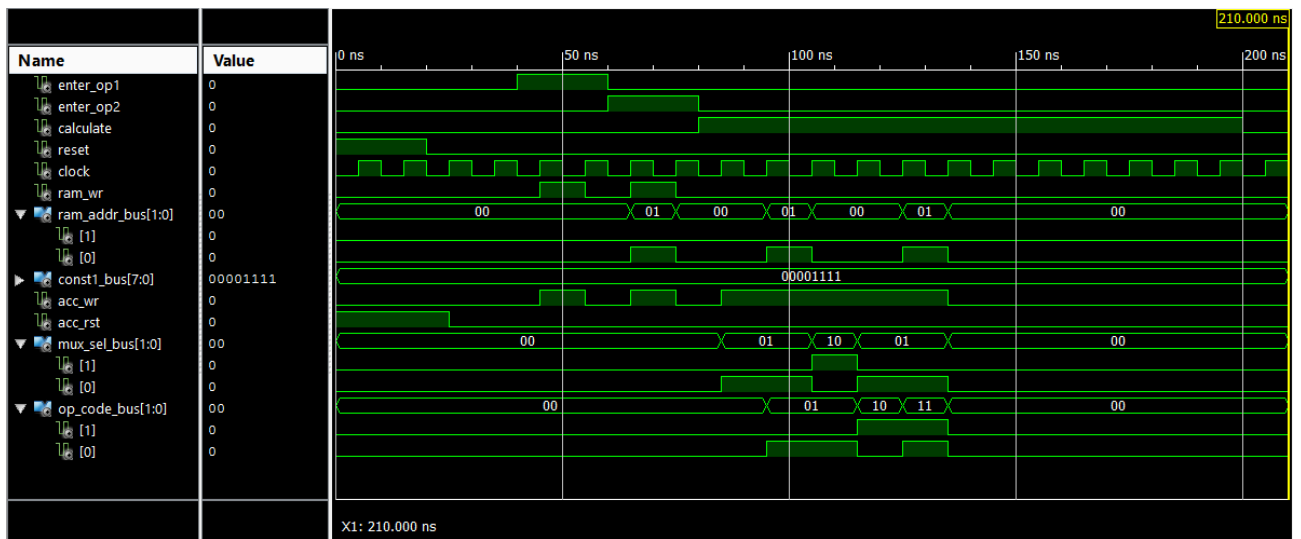 210.000 ns
Name Value 0 ns 50 ns 100 ns 150 ns 200 ns
enter_op1 0
enter_op2 0
calculate 0
reset 0
clock 0
ram_wr 0
ram_addr_bus[1:0] 00 00 01 00 01 00 01 00
[1] 0
[0] 0
const1_bus[7:0] 00001111 00001111
acc_wr 0
acc_rst 0
mux_sel_bus[1:0] 00 00 01 10 01 00
[1] 0
[0] 0
op_code_bus[1:0] 00 00 01 10 11 00
[1] 0
[0] 0
X1: 210.000 ns